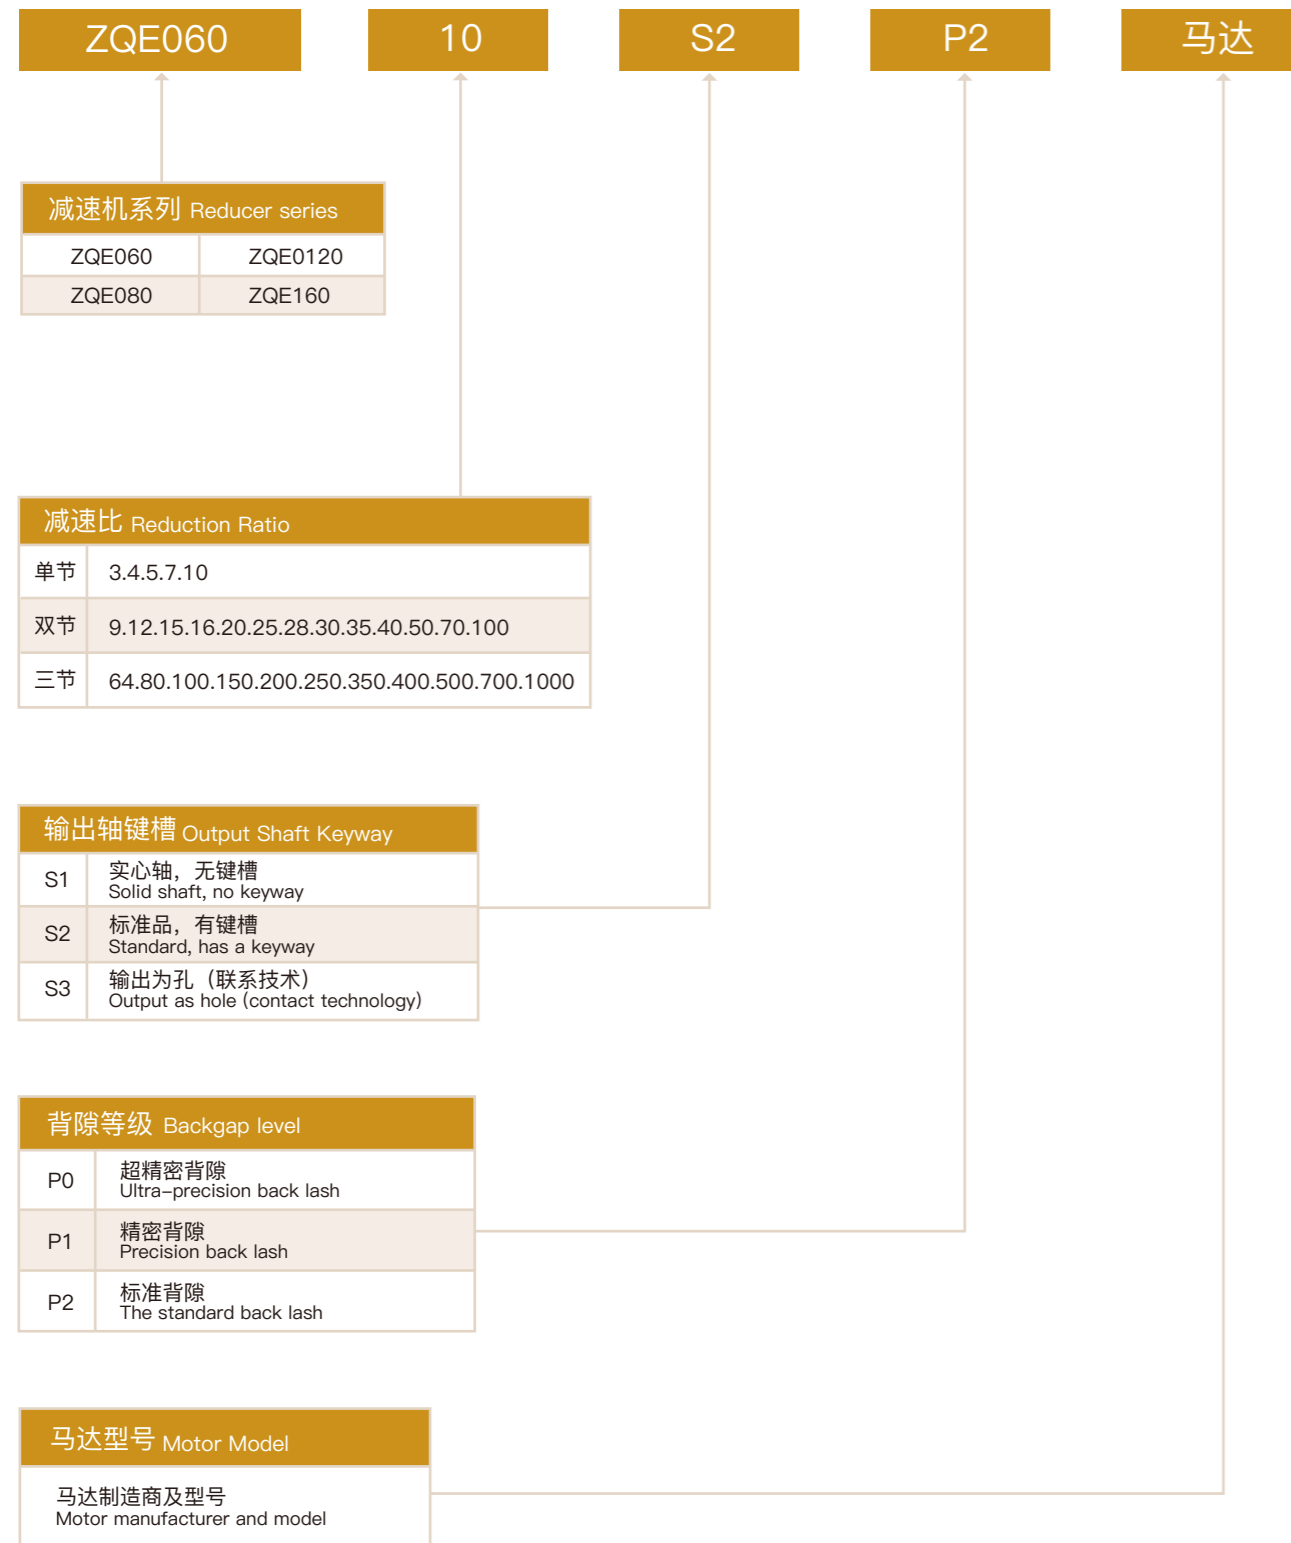 ZQE060 10 S2 P2 马达
减速机系列 Reducer series
ZQE060 ZQE0120
ZQE080 ZQE160
减速比 Reduction Ratio
单节 3.4.5.7.10
双节 9.12.15.16.20.25.28.30.35.40.50.70.100
三节 64.80.100.150.200.250.350.400.500.700.1000
输出轴键槽 Output Shaft Keyway
S1 实心轴，无键槽
Solid shaft, no keyway
S2 标准品，有键槽
Standard, has a keyway
S3 输出为孔（联系技术）
Output as hole (contact technology)
背隙等级 Backgap level
P0 超精密背隙
Ultra-precision back lash
P1 精密背隙
Precision back lash
P2 标准背隙
The standard back lash
马达型号 Motor Model
马达制造商及型号
Motor manufacturer and model